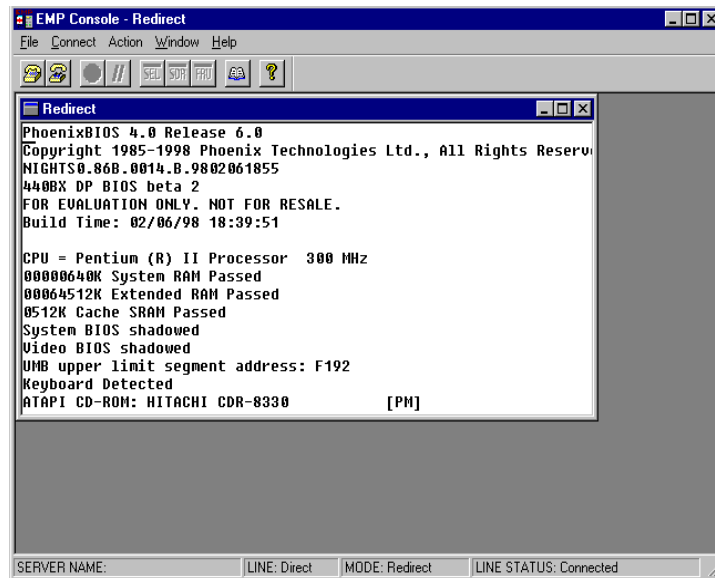 EMP Console - Redirect
File Connect Action Window Help
SEL SDR FRU ?
Redirect
PhoenixBIOS 4.0 Release 6.0
Copyright 1985-1998 Phoenix Technologies Ltd., All Rights Reserv
NIGHTS0.86B.0014.B.9802061855
440BX DP BIOS beta 2
FOR EVALUATION ONLY. NOT FOR RESALE.
Build Time: 02/06/98 18:39:51
CPU = Pentium (R) II Processor 300 MHz
00000640K System RAM Passed
00064512K Extended RAM Passed
0512K Cache SRAM Passed
System BIOS shadowed
Video BIOS shadowed
UMB upper limit segment address: F192
Keyboard Detected
ATAPI CD-ROM: HITACHI CDR-8330 [PM]
SERVER NAME: LINE: Direct MODE: Redirect LINE STATUS: Connected